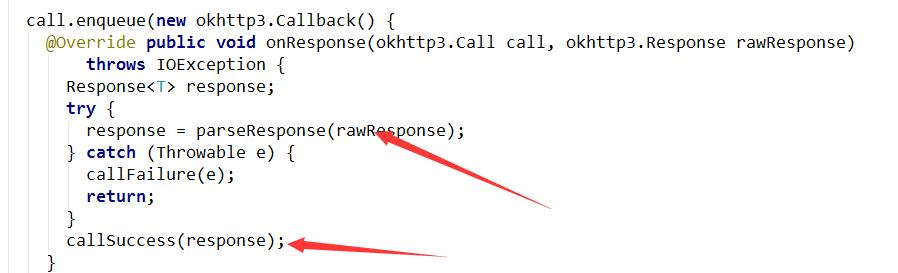 call.enqueue(new okhttp3.Callback() {
@Override public void onResponse(okhttp3.Call call, okhttp3.Response rawResponse)
throws IOException {
Response<T> response;
try {
response = parseResponse(rawResponse);
} catch (Throwable e) {
callFailure(e);
return;
}
callSuccess(response);
}